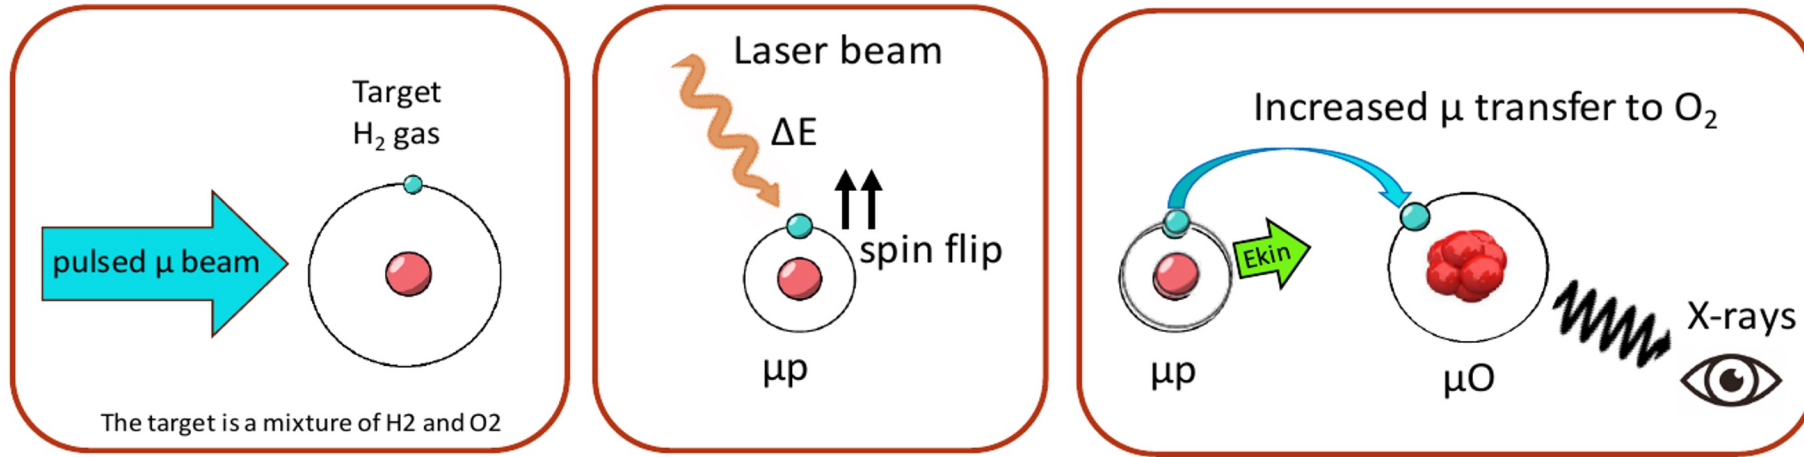 Target
H₂ gas
pulsed μ beam
The target is a mixture of H2 and O2
Laser beam
ΔE
spin flip
μp
Increased μ transfer to O₂
Ekin
μp
μO
X-rays